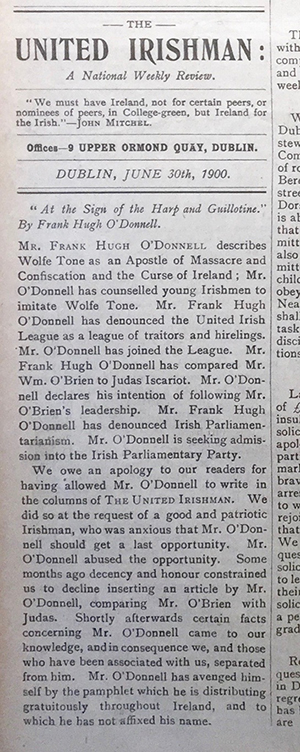 — THE —
UNITED IRISHMAN:
A National Weekly Review.
"We must have Ireland, not for certain peers, or
nominees of peers, in College-green, but Ireland for
the Irish."—JOHN MITCHEL.
Offices—9 UPPER ORMOND QUAY, DUBLIN.
DUBLIN, JUNE 30th, 1900.
"At the Sign of the Harp and Guillotine."
By Frank Hugh O'Donnell.
MR. FRANK HUGH O'DONNELL describes
Wolfe Tone as an Apostle of Massacre and
Confiscation and the Curse of Ireland; Mr.
O'Donnell has counselled young Irishmen to
imitate Wolfe Tone. Mr. Frank Hugh
O'Donnell has denounced the United Irish
League as a league of traitors and hirelings.
Mr. O'Donnell has joined the League. Mr.
Frank Hugh O'Donnell has compared Mr.
Wm. O'Brien to Judas Iscariot. Mr. O'Don-
nell declares his intention of following Mr.
O'Brien's leadership. Mr. Frank Hugh
O'Donnell has denounced Irish Parliamen-
tarianism. Mr. O'Donnell is seeking admis-
sion into the Irish Parliamentary Party.
We owe an apology to our readers for
having allowed Mr. O'Donnell to write in
the columns of THE UNITED IRISHMAN. We
did so at the request of a good and patriotic
Irishman, who was anxious that Mr. O'Don-
nell should get a last opportunity. Mr.
O'Donnell abused the opportunity. Some
months ago decency and honour constrained
us to decline inserting an article by Mr.
O'Donnell, comparing Mr. O'Brien with
Judas. Shortly afterwards certain facts
concerning Mr. O'Donnell came to our
knowledge, and in consequence we, and those
who have been associated with us, separated
from him. Mr. O'Donnell has avenged him-
self by the pamphlet which he is distributing
gratuitously throughout Ireland, and to
which he has not affixed his name.